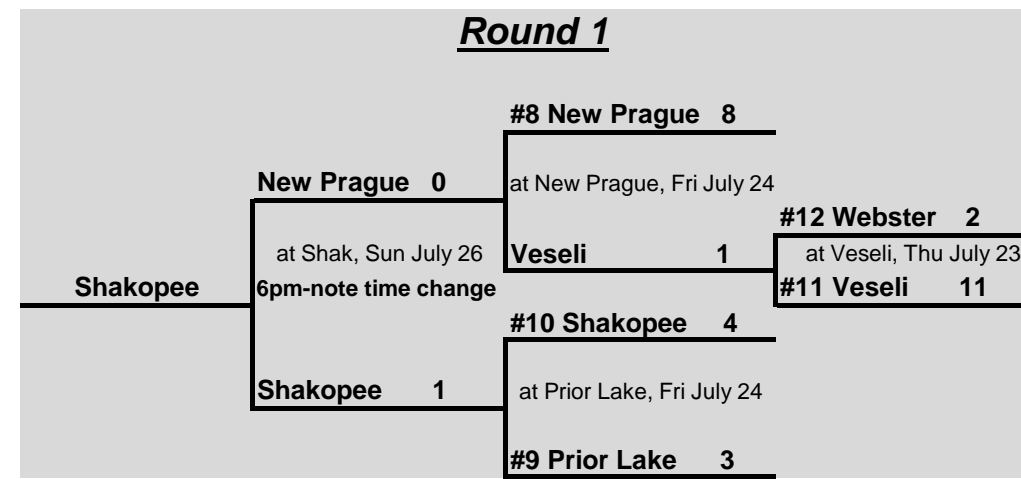 Round 1
#8 New Prague 8
New Prague 0
at New Prague, Fri July 24
#12 Webster 2
at Shak, Sun July 26
Veseli 1
at Veseli, Thu July 23
Shakopee
6pm-note time change
#11 Veseli 11
#10 Shakopee 4
Shakopee 1
at Prior Lake, Fri July 24
#9 Prior Lake 3